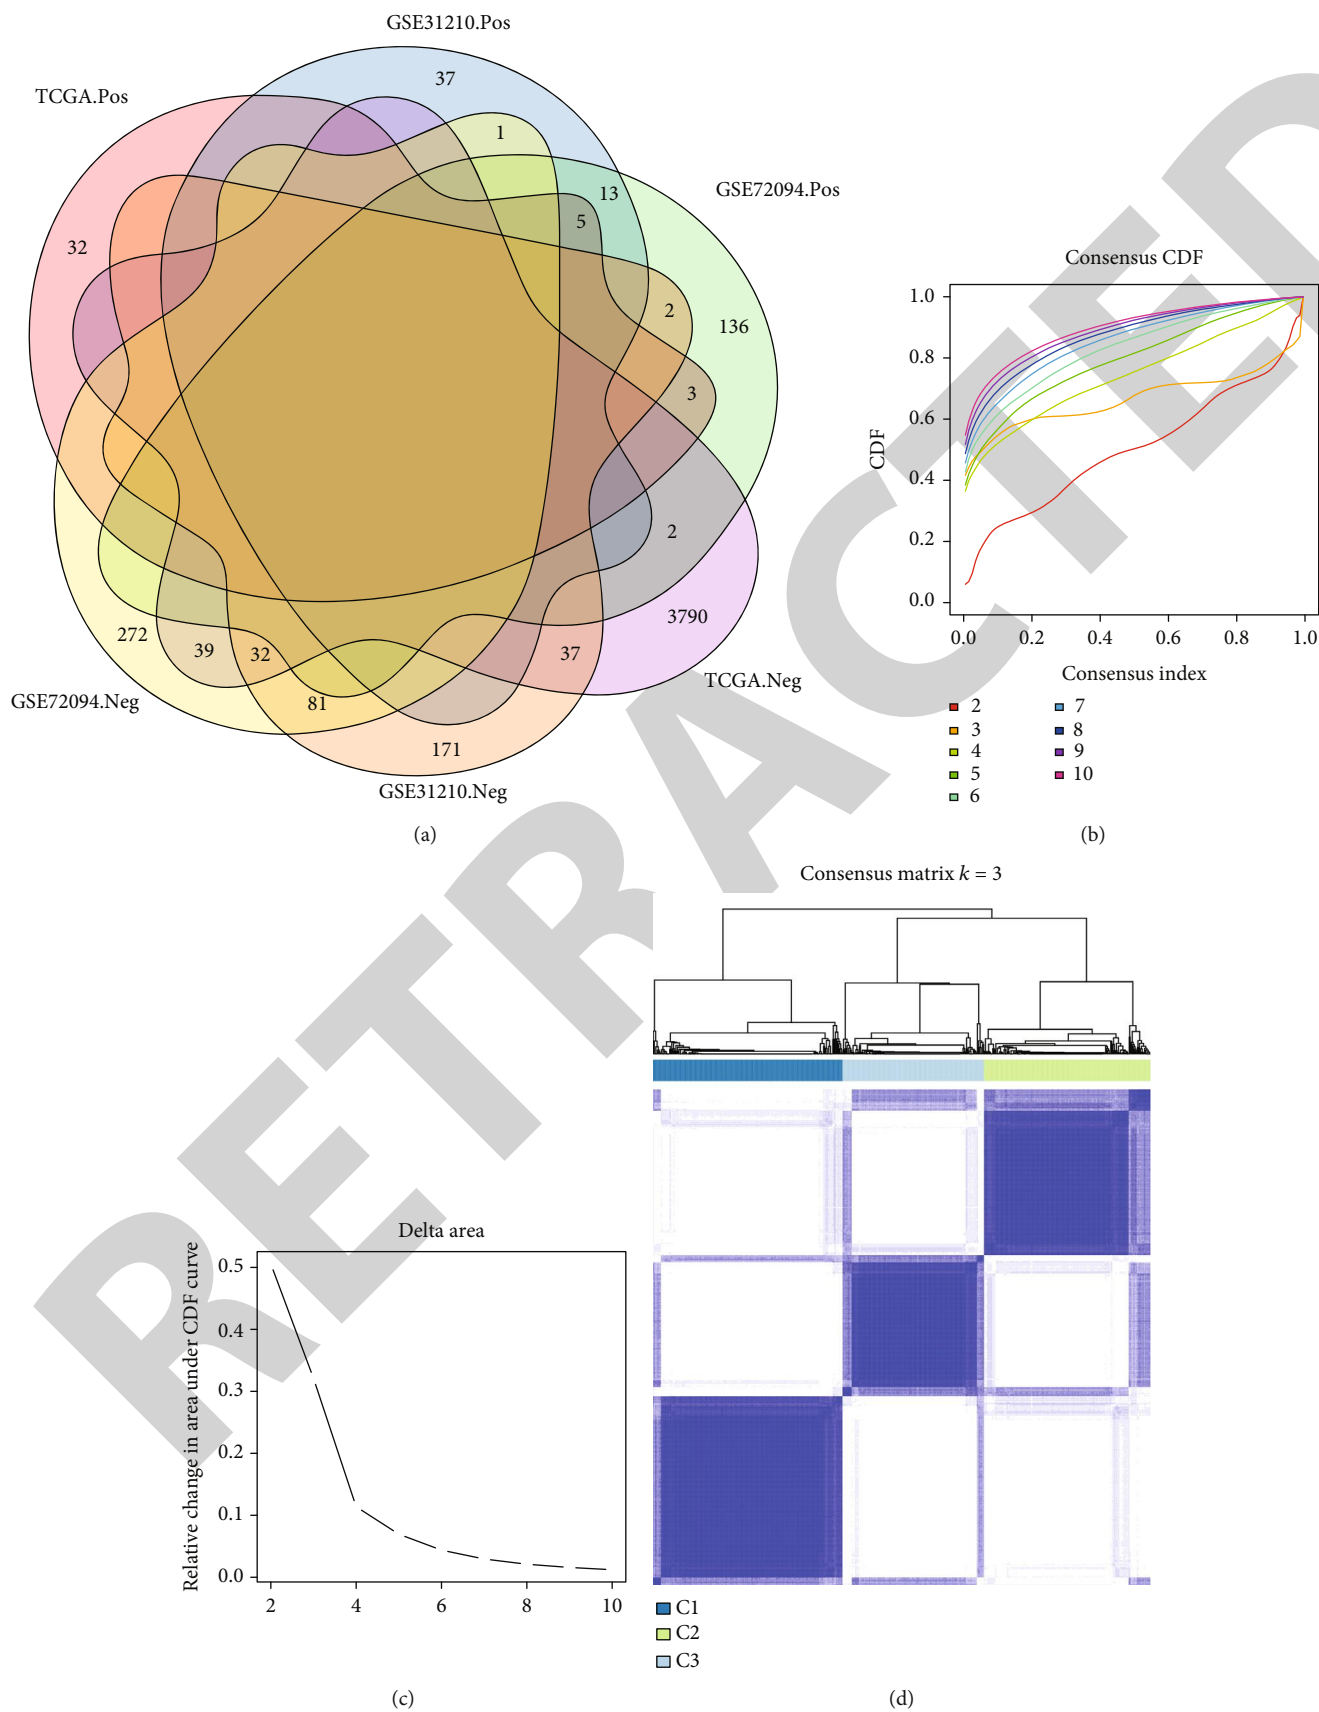 GSE31210.Pos
37
TCGA.Pos
1
GSE72094.Pos
13
5
32
2
136
3
2
3790
272
39
32
37
81
TCGA.Neg
GSE72094.Neg
171
GSE31210.Neg
(a)
Consensus CDF
1.0
0.8
0.6
0.4
0.2
0.0
CDF
0.0 0.2 0.4 0.6 0.8 1.0
Consensus index
2 7
3 8
4 9
5 10
6
(b)
Delta area
Relative change in area under CDF curve
0.5
0.4
0.3
0.2
0.1
0.0
2 4 6 8 10
(c)
Consensus matrix k = 3
C1
C2
C3
(d)
RETRACTED